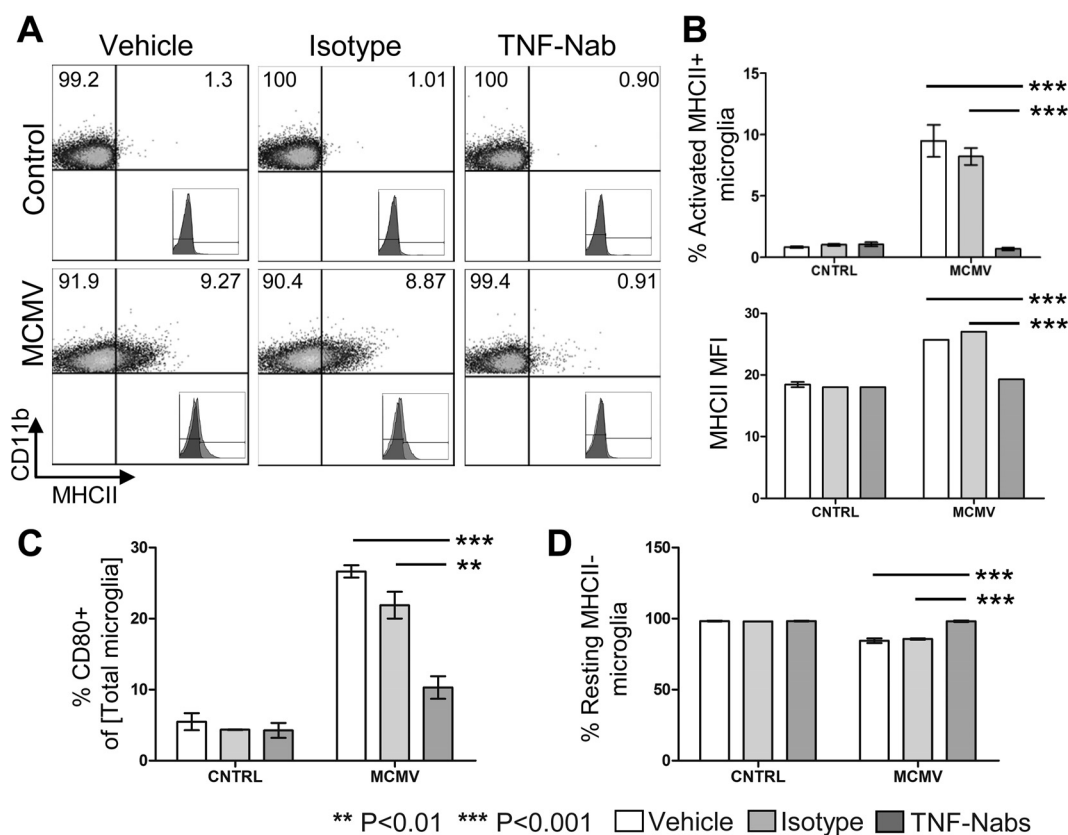 A
Vehicle Isotype TNF-Nab
Control
99.2 1.3 100 1.01 100 0.90
MCMV
91.9 9.27 90.4 8.87 99.4 0.91
CD11b
MHCII
B
% Activated MHCII+
microglia
15
10
5
0
***
***
CNTRL MCMV
MHCII MFI
30
20
10
0
***
***
CNTRL MCMV
C
% CD80+
of [Total microglia]
30
20
10
0
***
**
CNTRL MCMV
D
% Resting MHCII-
microglia
150
100
50
0
***
***
CNTRL MCMV
** P<0.01 *** P<0.001 Vehicle Isotype TNF-Nabs